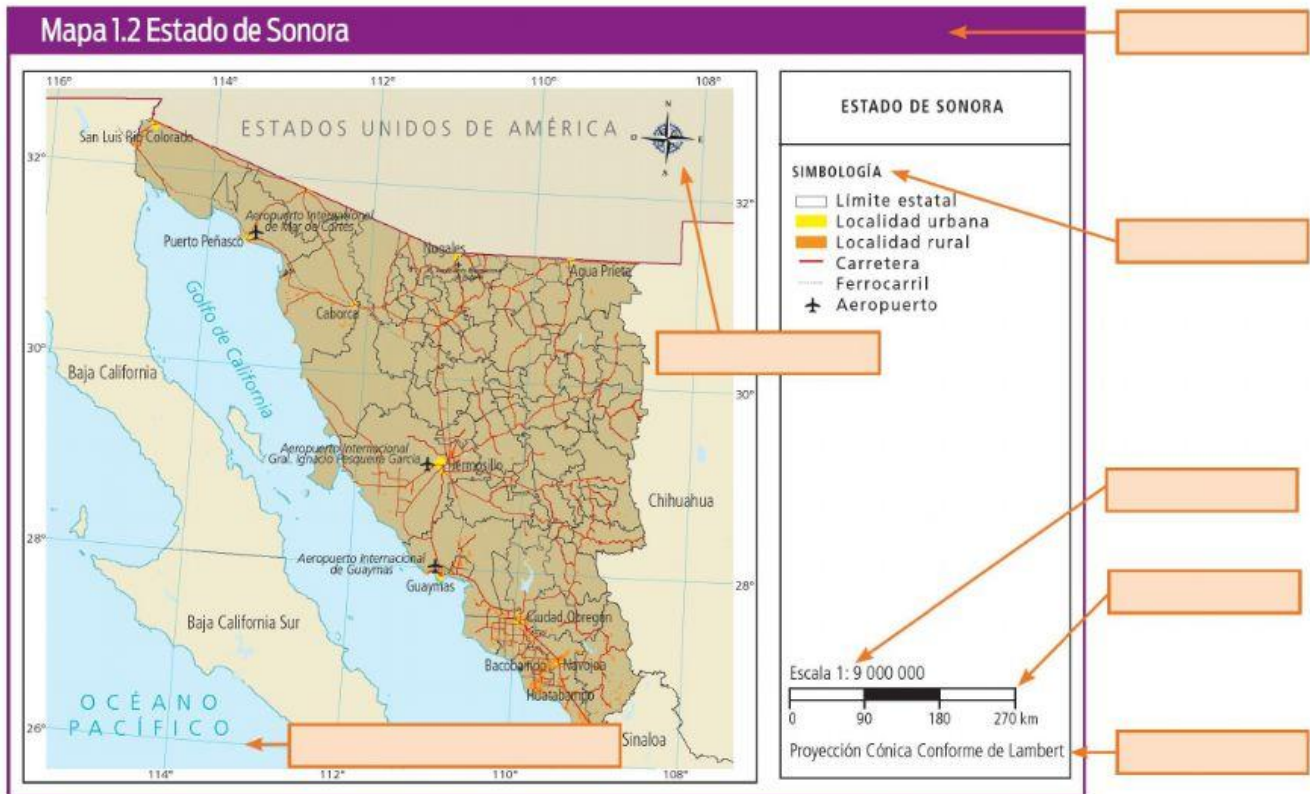 Mapa 1.2 Estado de Sonora
116°
114°
112°
110°
108°
ESTADOS UNIDOS DE AMÉRICA
N
O
E
San Luis Río Colorado
32°
32°
Aeropuerto Internacional
de Mar de Cortés
Puerto Peñasco
Nogales
Agua Prieta
Caborca
Golfo de California
30°
30°
Baja California
Aeropuerto Internacional
Gral. Ignacio Pesqueira García
Hermosillo
Chihuahua
28°
28°
Aeropuerto Internacional
de Guaymas
Guaymas
Baja California Sur
Ciudad Obregón
Bacobampo
Navojoa
Huatabampo
OCÉANO
PACÍFICO
26°
Sinaloa
114°
112°
110°
108°
ESTADO DE SONORA
SIMBOLOGÍA
Límite estatal
Localidad urbana
Localidad rural
Carretera
Ferrocarril
Aeropuerto
Escala 1: 9 000 000
0 90 180 270 km
Proyección Cónica Conforme de Lambert